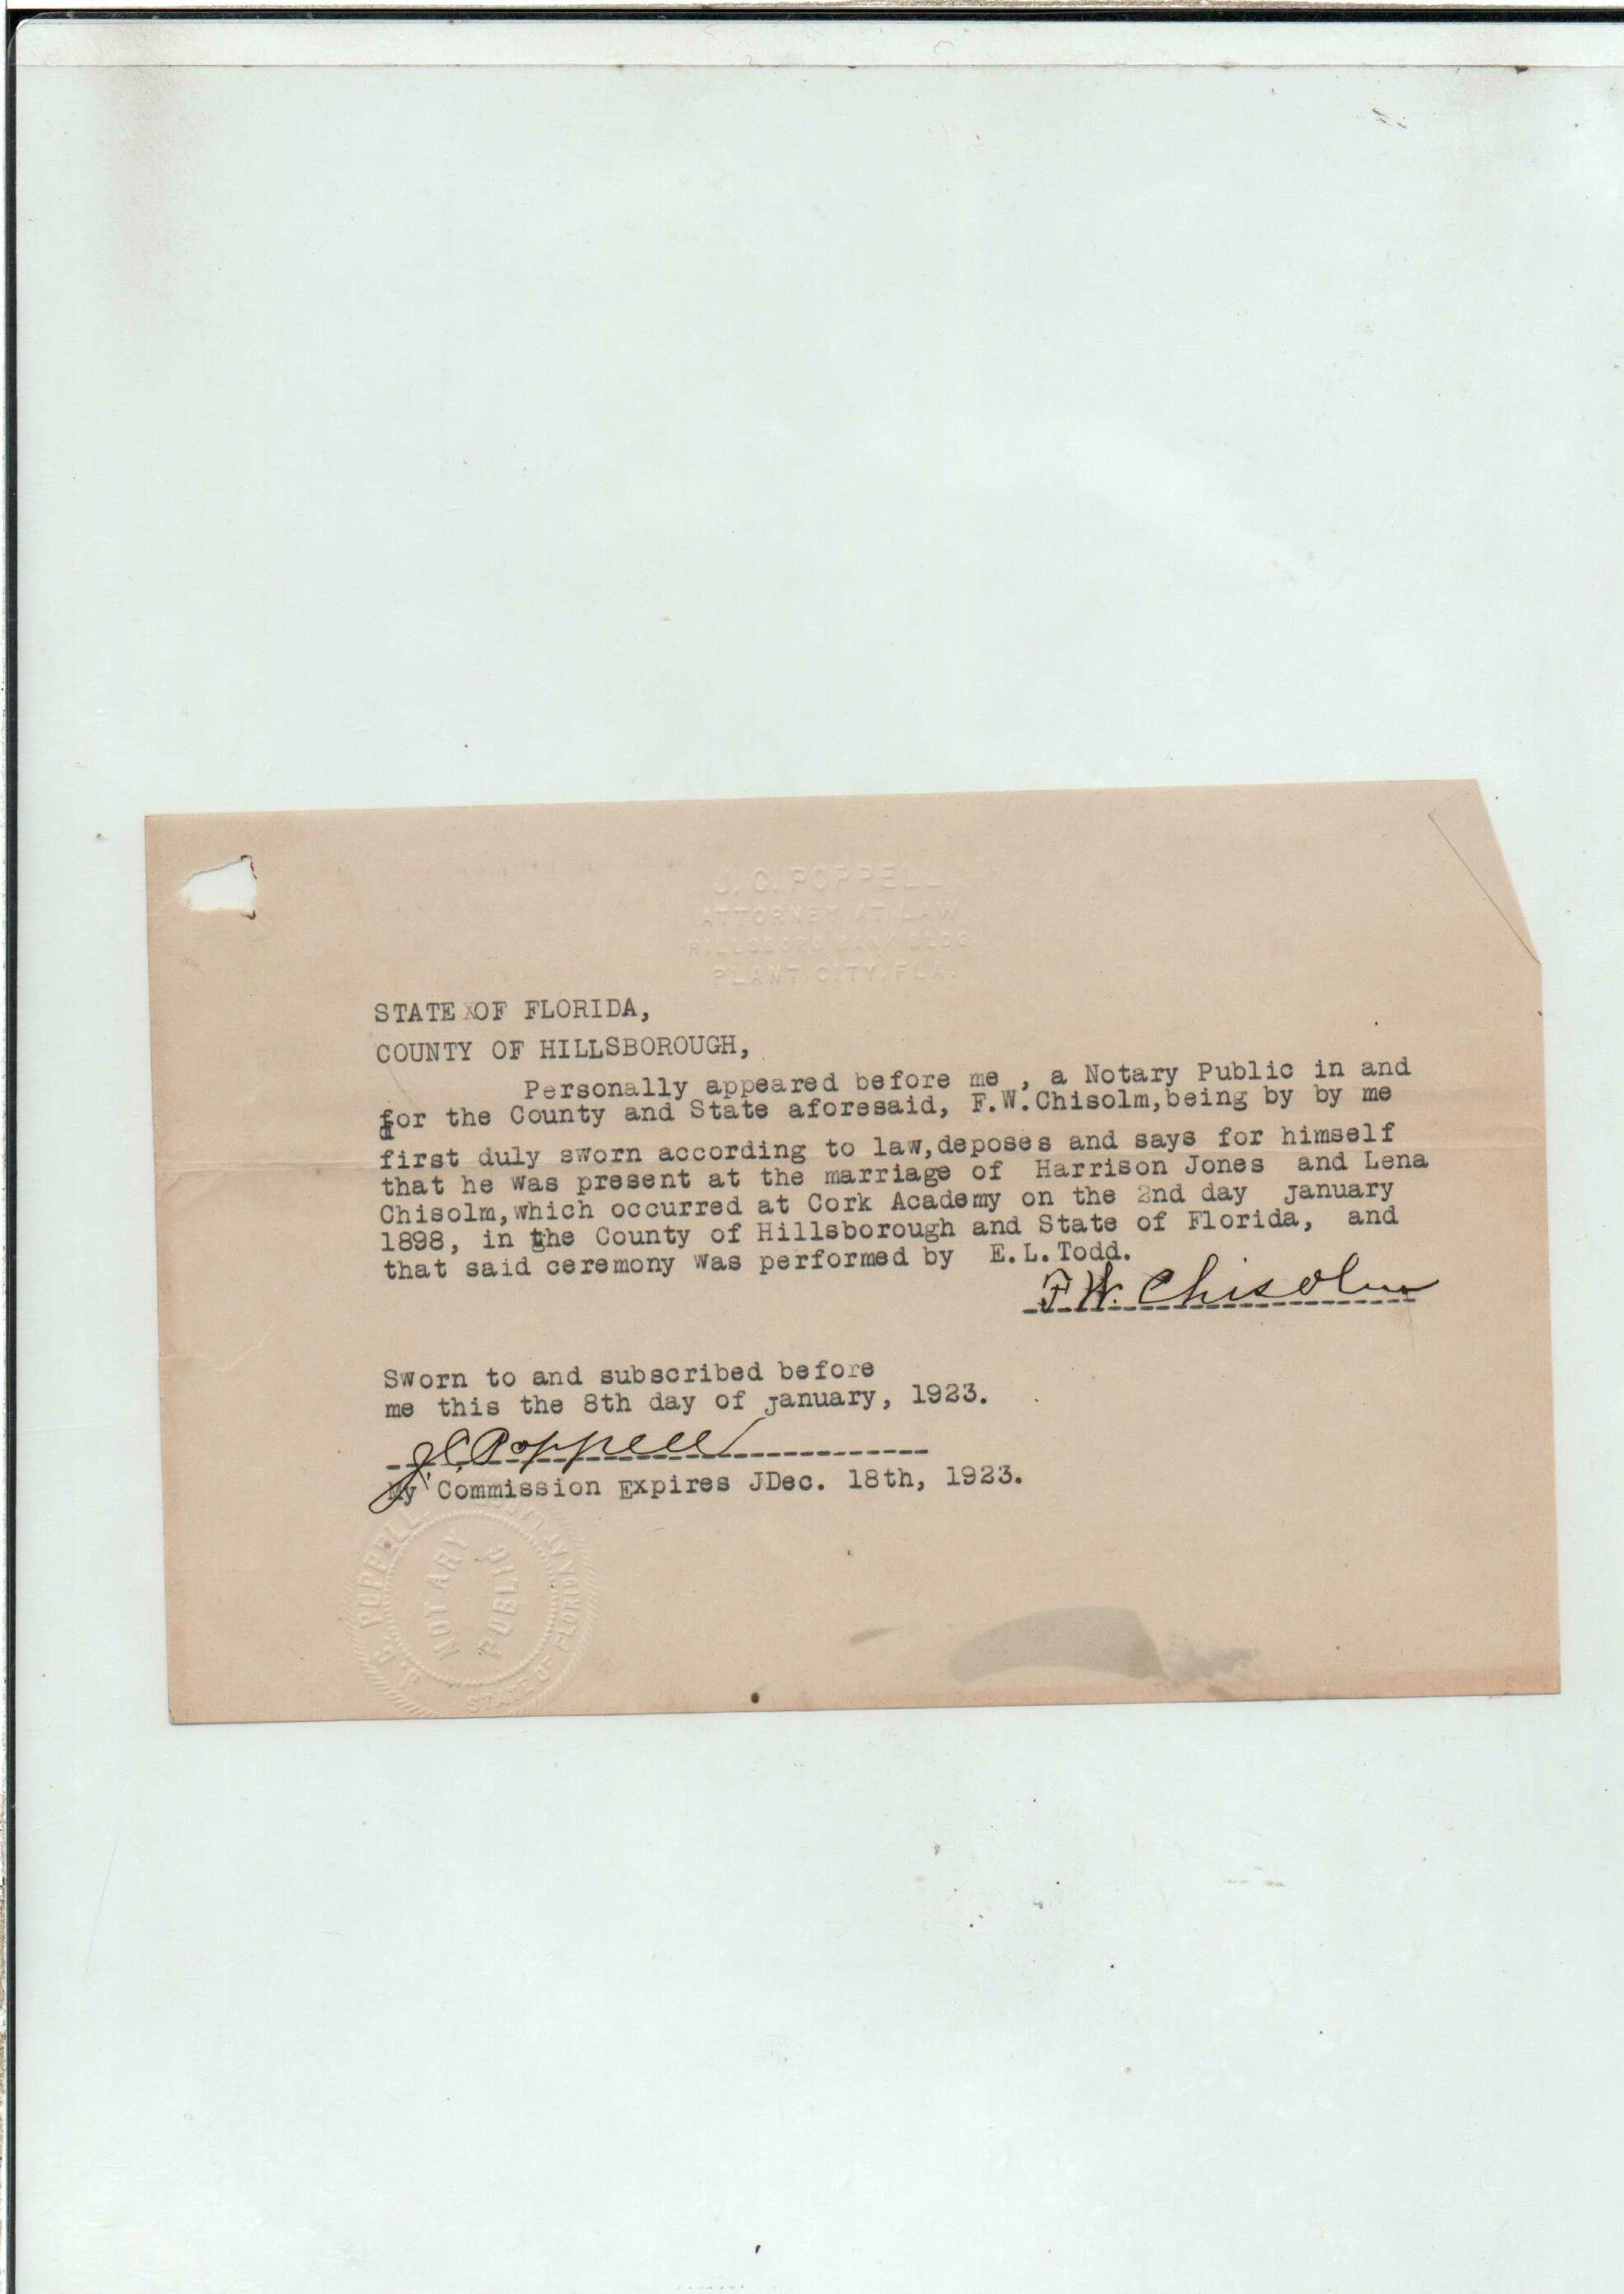 J. C. POPPELL
ATTORNEY AT LAW
HILLSBORO BANK BLDG.
PLANT CITY, FLA.
STATE OF FLORIDA,
COUNTY OF HILLSBOROUGH,
Personally appeared before me , a Notary Public in and
for the County and State aforesaid, F.W.Chisolm,being by by me
first duly sworn according to law,deposes and says for himself
that he was present at the marriage of Harrison Jones and Lena
Chisolm,which occurred at Cork Academy on the 2nd day January
1898, in the County of Hillsborough and State of Florida, and
that said ceremony was performed by E.L.Todd.
F.W. Chisolm
Sworn to and subscribed before
me this the 8th day of January, 1923.
J.C. Poppell
My Commission Expires JDec. 18th, 1923.
J. C. POPPELL
NOTARY
PUBLIC
STATE OF FLORIDA